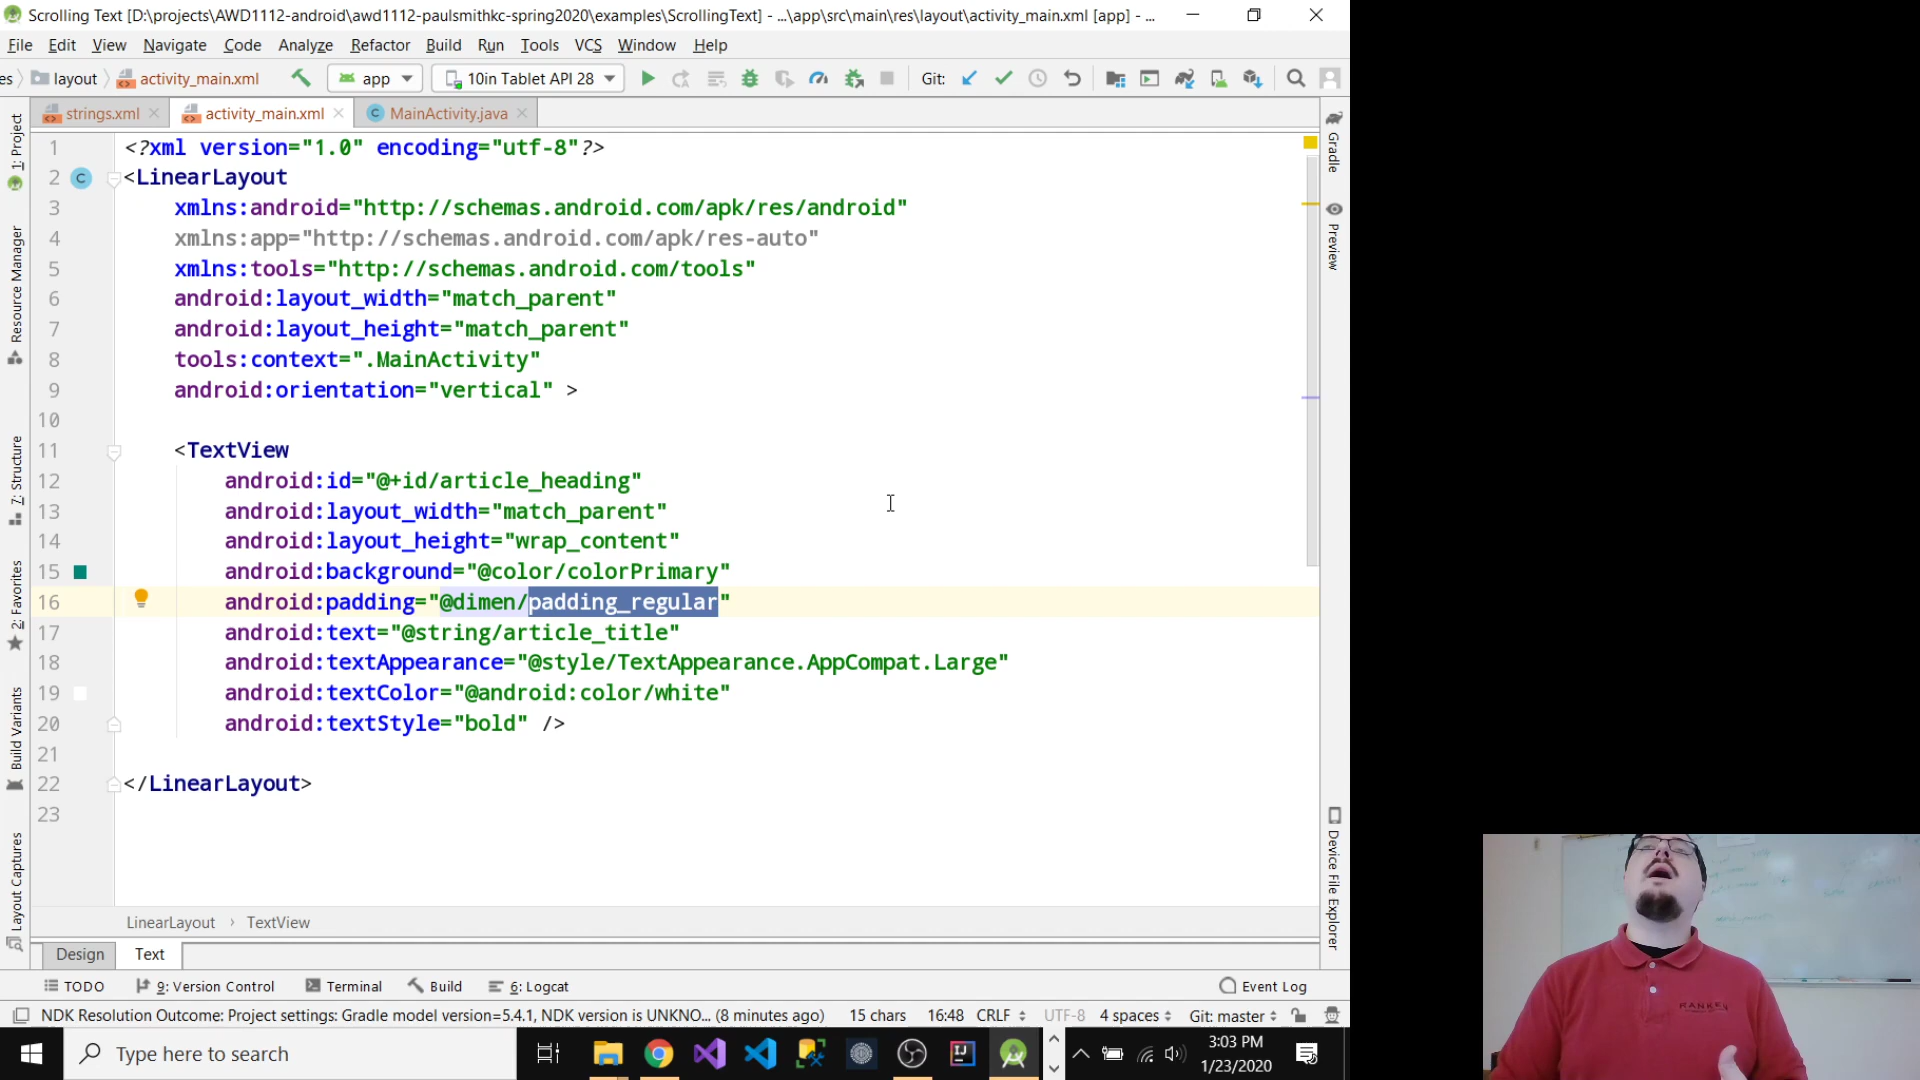 Scrolling Text [D:\projects\AWD1112-android\awd1112-paulsmithkc-spring2020\examples\ScrollingText] - ...\app\src\main\res\layout\activity_main.xml [app] - ...
File Edit View Navigate Code Analyze Refactor Build Run Tools VCS Window Help
es layout activity_main.xml app 10in Tablet API 28 Git:
strings.xml activity_main.xml MainActivity.java
1 <?xml version="1.0" encoding="utf-8"?>
2 <LinearLayout
3 xmlns:android="http://schemas.android.com/apk/res/android"
4 xmlns:app="http://schemas.android.com/apk/res-auto"
5 xmlns:tools="http://schemas.android.com/tools"
6 android:layout_width="match_parent"
7 android:layout_height="match_parent"
8 tools:context=".MainActivity"
9 android:orientation="vertical" >
10
11 <TextView
12 android:id="@+id/article_heading"
13 android:layout_width="match_parent"
14 android:layout_height="wrap_content"
15 android:background="@color/colorPrimary"
16 android:padding="@dimen/padding_regular"
17 android:text="@string/article_title"
18 android:textAppearance="@style/TextAppearance.AppCompat.Large"
19 android:textColor="@android:color/white"
20 android:textStyle="bold" />
21
22 </LinearLayout>
23
1: Project
Resource Manager
7: Structure
2: Favorites
Build Variants
Layout Captures
Gradle
Preview
Device File Explorer
LinearLayout › TextView
Design Text
TODO 9: Version Control Terminal Build 6: Logcat Event Log
NDK Resolution Outcome: Project settings: Gradle model version=5.4.1, NDK version is UNKNO... (8 minutes ago) 15 chars 16:48 CRLF UTF-8 4 spaces Git: master
Type here to search
3:03 PM
1/23/2020
RANKEN